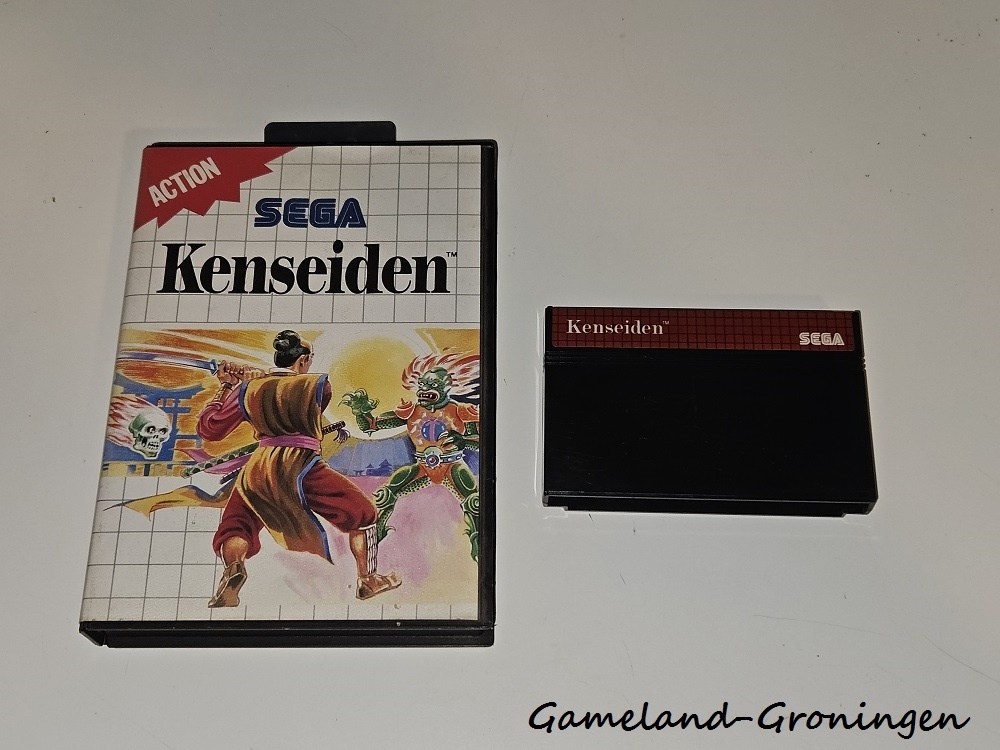 ACTION
SEGA
Kenseiden™
Kenseiden™
SEGA
Gameland-Groningen